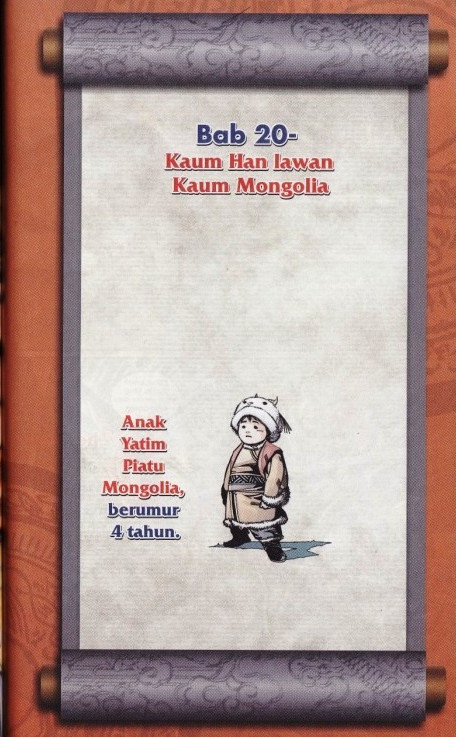 Bab 20-
Kaum Han lawan
Kaum Mongolia
Anak
Yatim
Piatu
Mongolia,
berumur
4 tahun.